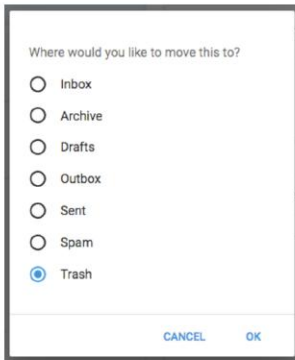 Where would you like to move this to?
Inbox
Archive
Drafts
Outbox
Sent
Spam
Trash
CANCEL OK